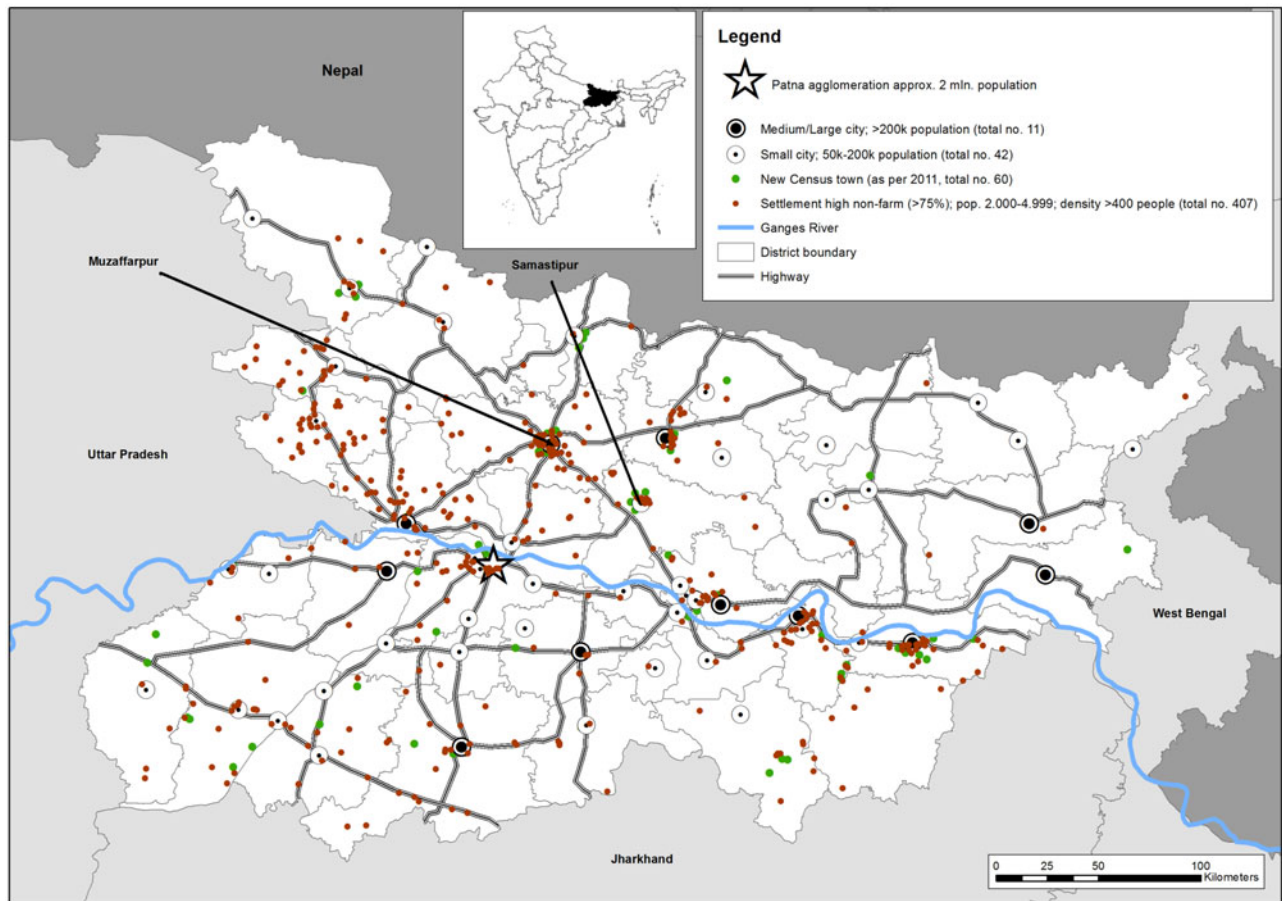 Nepal
Legend
Patna agglomeration approx. 2 mln. population
Medium/Large city; >200k population (total no. 11)
Small city; 50k-200k population (total no. 42)
New Census town (as per 2011, total no. 60)
Settlement high non-farm (>75%); pop. 2.000-4.999; density >400 people (total no. 407)
Ganges River
District boundary
Highway
Muzaffarpur
Samastipur
Uttar Pradesh
West Bengal
Jharkhand
0 25 50 100
Kilometers